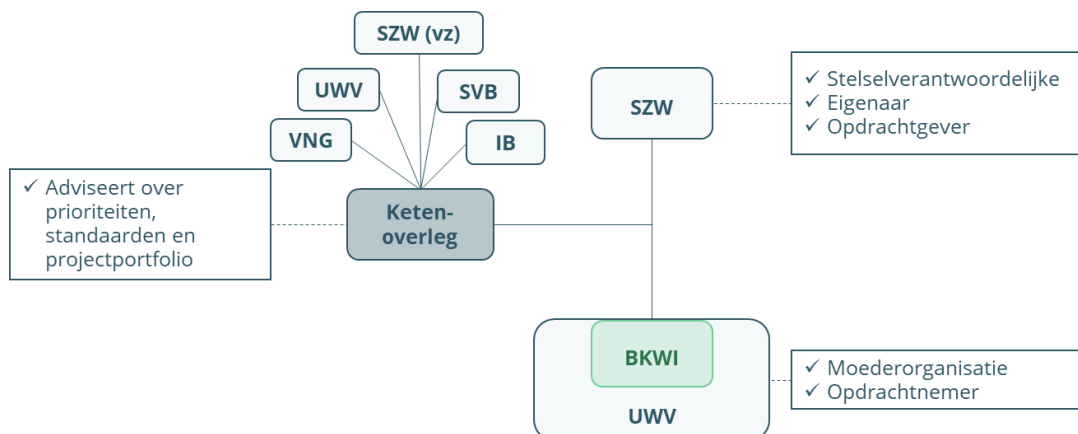 SZW (vz)
UWV
SVB
VNG
IB
SZW
✓ Stelselverantwoordelijke
✓ Eigenaar
✓ Opdrachtgever
✓ Adviseert over
prioriteiten,
standaarden en
projectportfolio
Keten-
overleg
BKWI
UWV
✓ Moederorganisatie
✓ Opdrachtnemer